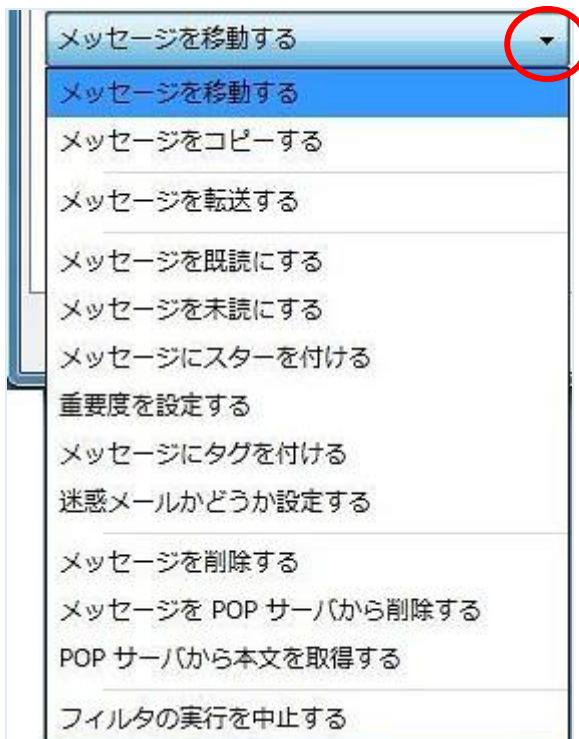 メッセージを移動する
メッセージを移動する
メッセージをコピーする
メッセージを転送する
メッセージを既読にする
メッセージを未読にする
メッセージにスターを付ける
重要度を設定する
メッセージにタグを付ける
迷惑メールかどうか設定する
メッセージを削除する
メッセージを POP サーバから削除する
POP サーバから本文を取得する
フィルタの実行を中止する